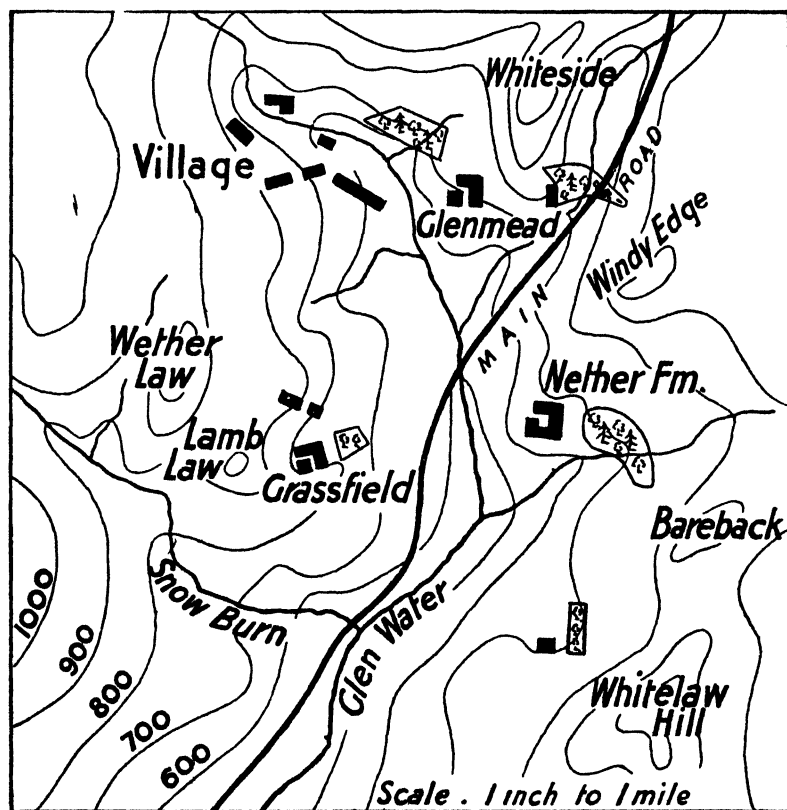 Whiteside
Village
ROAD
Glenmead
Windy Edge
MAIN
Wether
Law
Nether Fm.
Lamb
Law
Grassfield
Bareback
Snow Burn
Glen Water
1000
900
800
700
600
Whitelaw
Hill
Scale . 1 inch to 1 mile